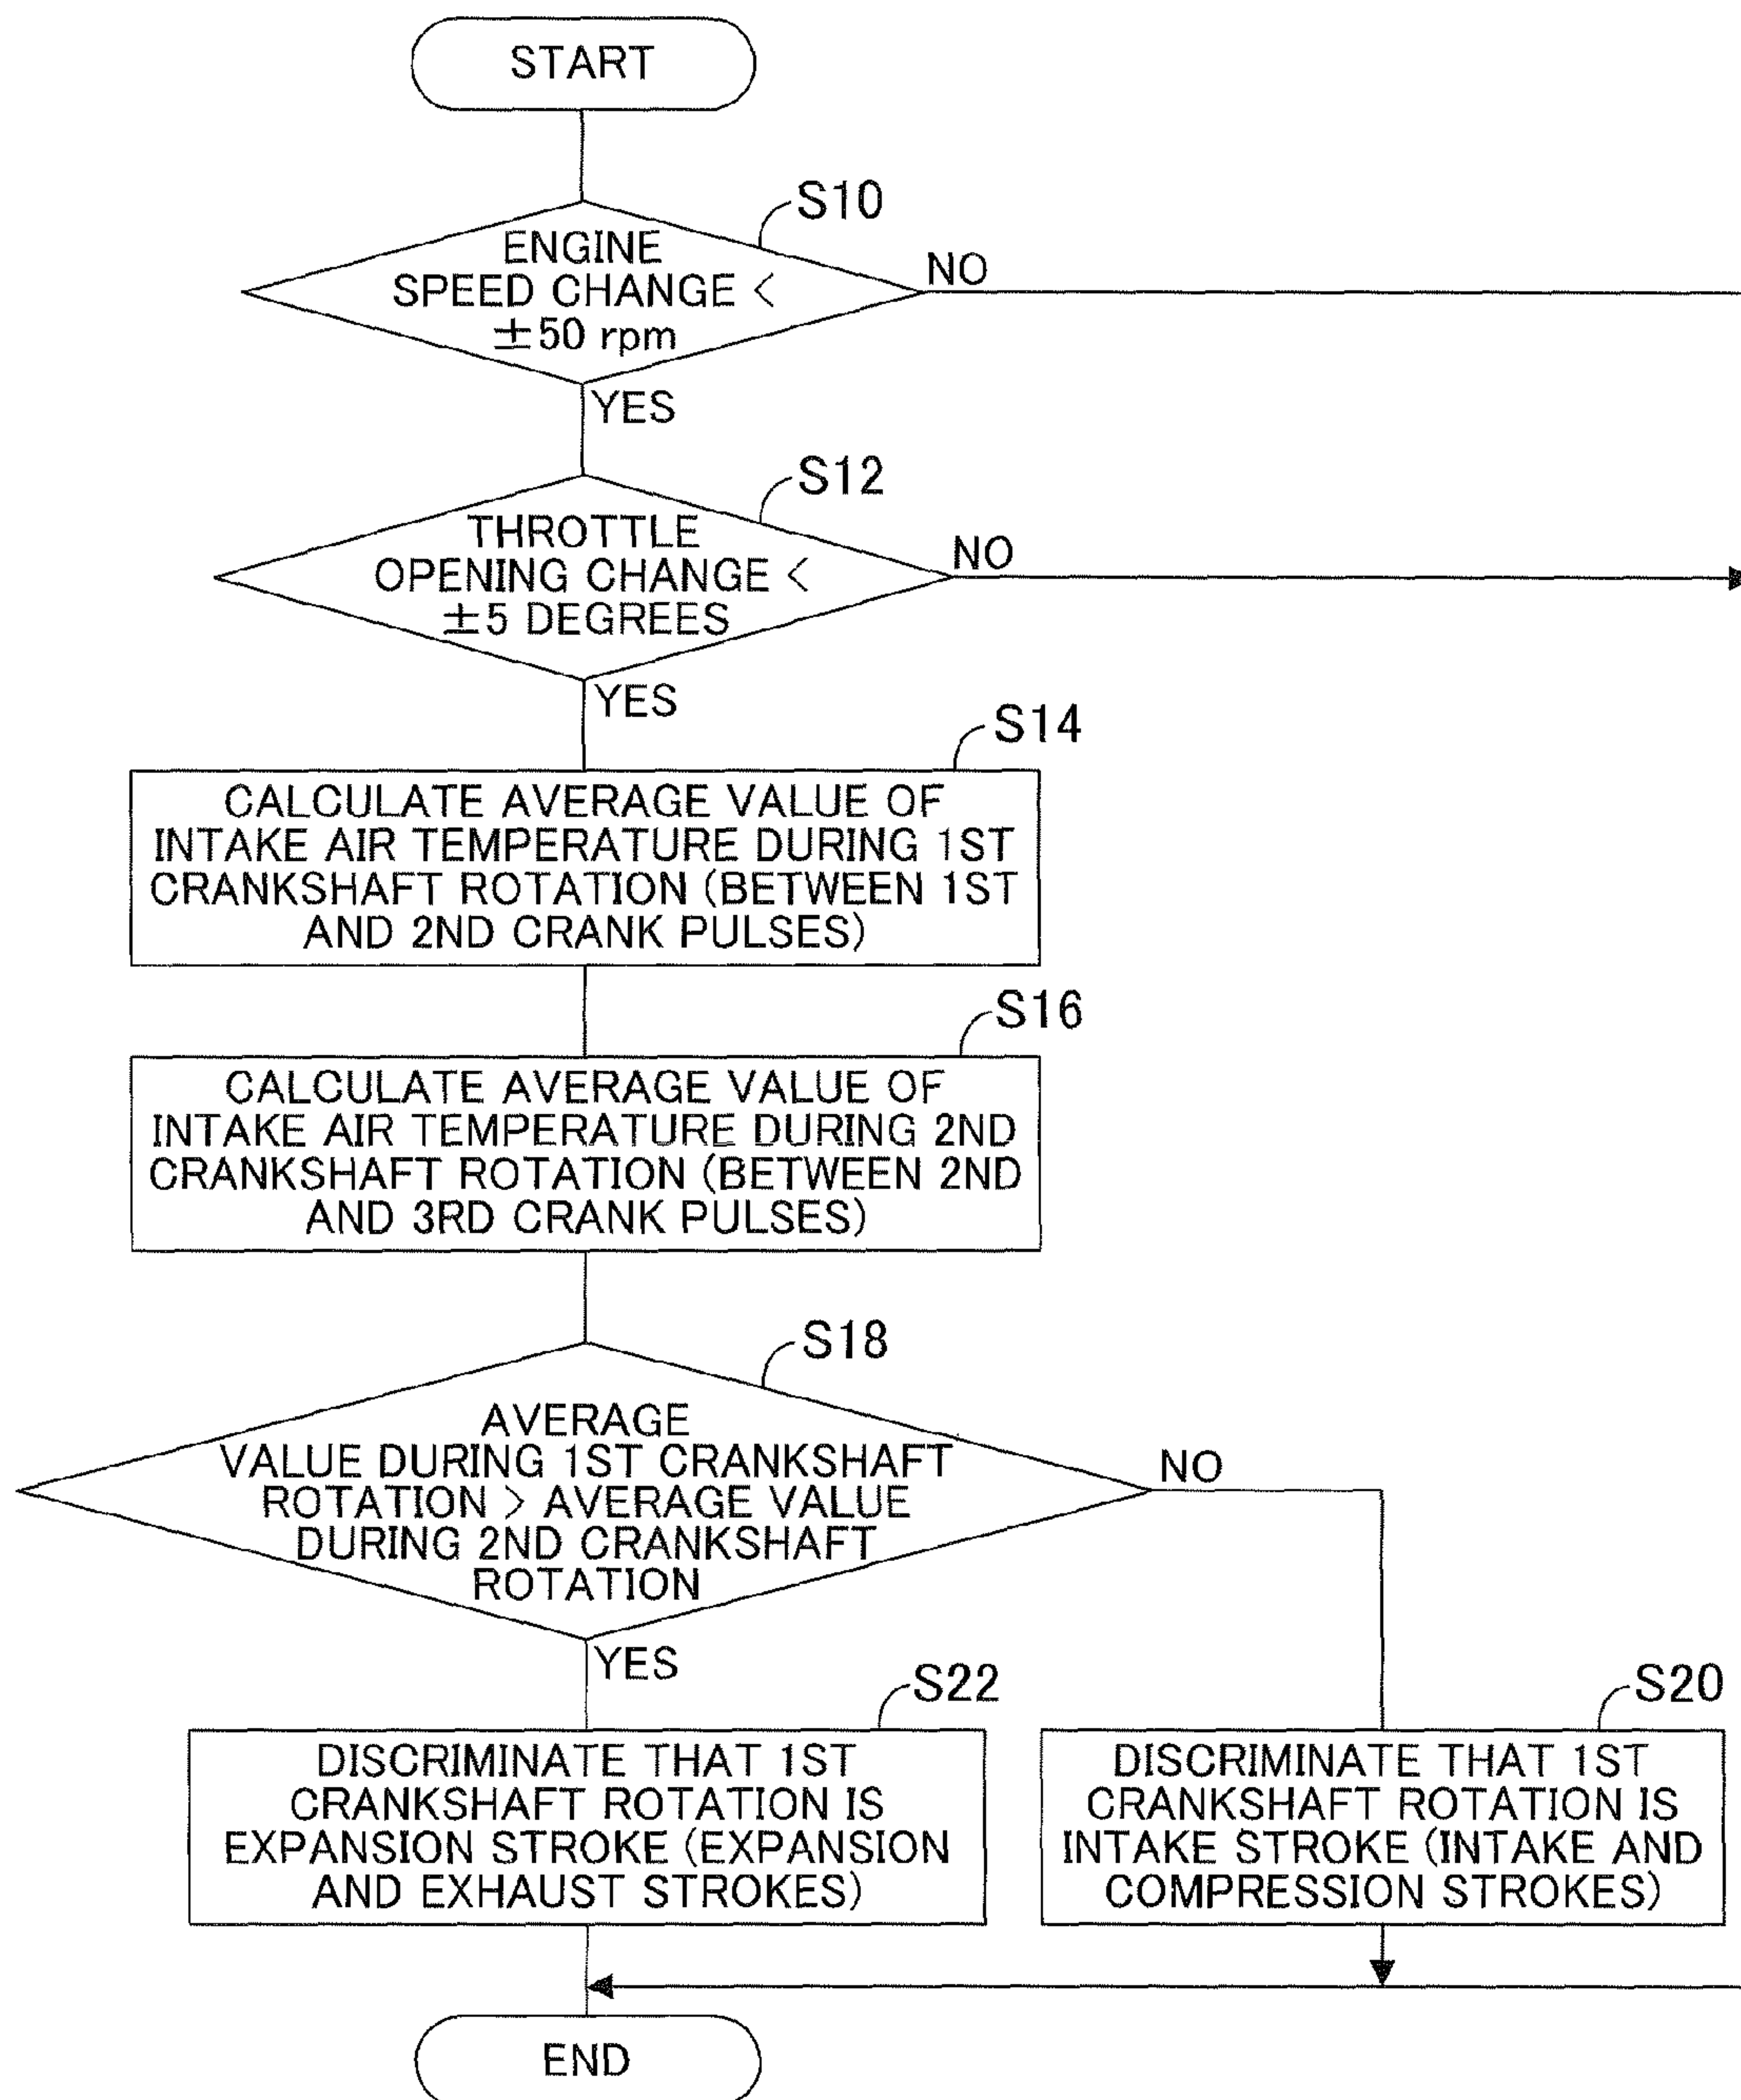 START
S10
ENGINE
SPEED CHANGE <
±50 rpm
NO
YES
S12
THROTTLE
OPENING CHANGE <
±5 DEGREES
NO
YES
S14
CALCULATE AVERAGE VALUE OF
INTAKE AIR TEMPERATURE DURING 1ST
CRANKSHAFT ROTATION (BETWEEN 1ST
AND 2ND CRANK PULSES)
S16
CALCULATE AVERAGE VALUE OF
INTAKE AIR TEMPERATURE DURING 2ND
CRANKSHAFT ROTATION (BETWEEN 2ND
AND 3RD CRANK PULSES)
S18
AVERAGE
VALUE DURING 1ST CRANKSHAFT
ROTATION > AVERAGE VALUE
DURING 2ND CRANKSHAFT
ROTATION
NO
YES
S22
DISCRIMINATE THAT 1ST
CRANKSHAFT ROTATION IS
EXPANSION STROKE (EXPANSION
AND EXHAUST STROKES)
S20
DISCRIMINATE THAT 1ST
CRANKSHAFT ROTATION IS
INTAKE STROKE (INTAKE AND
COMPRESSION STROKES)
END